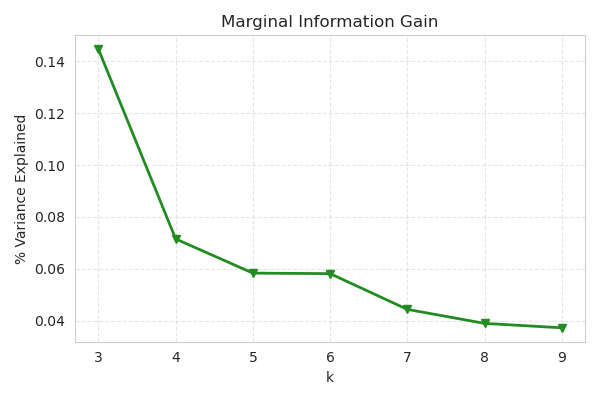 Marginal Information Gain
% Variance Explained
0.14
0.12
0.10
0.08
0.06
0.04
3 4 5 6 7 8 9
k